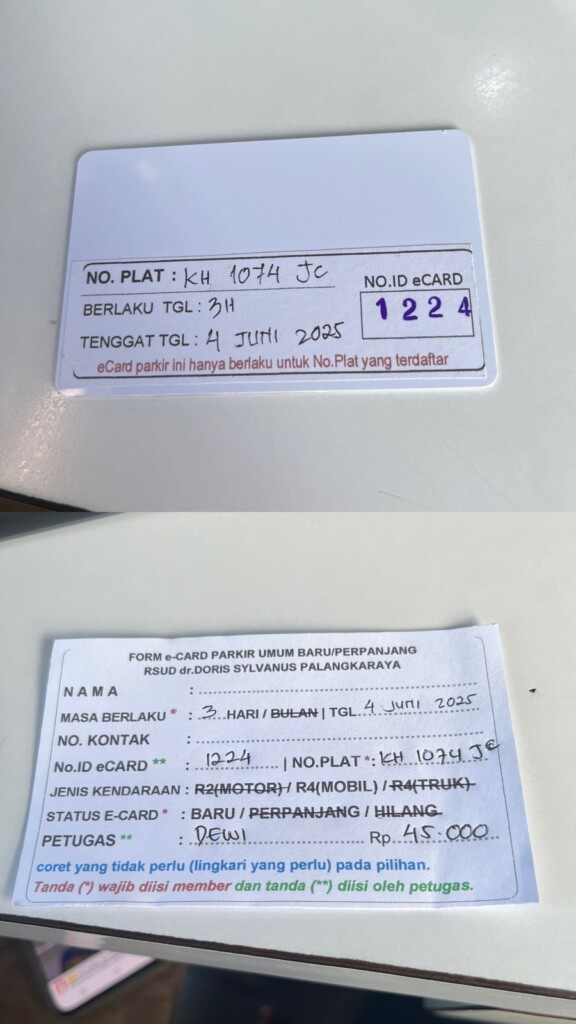 NO. PLAT : KH 1074 JC
NO.ID eCARD
BERLAKU TGL : 3H
1224
TENGGAT TGL : 4 JUNI 2025
eCard parkir ini hanya berlaku untuk No.Plat yang terdaftar
FORM e-CARD PARKIR UMUM BARU/PERPANJANG
RSUD dr.DORIS SYLVANUS PALANGKARAYA
N A M A :
MASA BERLAKU * : 3 HARI / BULAN | TGL. 4 JUNI 2025
NO. KONTAK :
No.ID eCARD ** : 1224 | NO.PLAT *: KH 1074 JC
JENIS KENDARAAN : R2(MOTOR) / R4(MOBIL) / R4(TRUK)
STATUS E-CARD * : BARU / PERPANJANG / HILANG
PETUGAS ** : DEWI Rp. 45.000
coret yang tidak perlu (lingkari yang perlu) pada pilihan.
Tanda (*) wajib diisi member dan tanda (**) diisi oleh petugas.